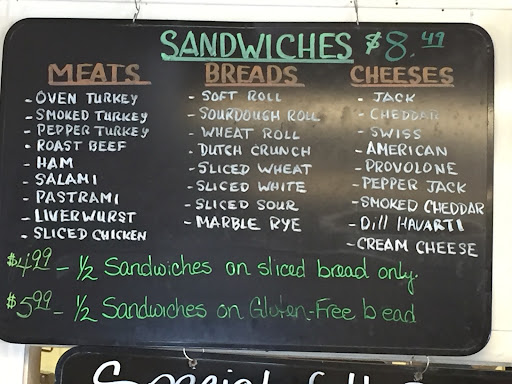 SANDWICHES $8.49
MEATS
- OVEN TURKEY
- SMOKED TURKEY
- PEPPER TURKEY
- ROAST BEEF
- HAM
- SALAMI
- PASTRAMI
- LIVERWURST
- SLICED CHICKEN
BREADS
- SOFT ROLL
- SOURDOUGH ROLL
- WHEAT ROLL
- DUTCH CRUNCH
- SLICED WHEAT
- SLICED WHITE
- SLICED SOUR
- MARBLE RYE
CHEESES
- JACK
- CHEDDAR
- SWISS
- AMERICAN
- PROVOLONE
- PEPPER JACK
- SMOKED CHEDDAR
- Dill HAVARTI
- CREAM CHEESE
$4.99 - 1/2 Sandwiches on sliced bread only.
$5.99 - 1/2 Sandwiches on Gluten-Free b ead
Special